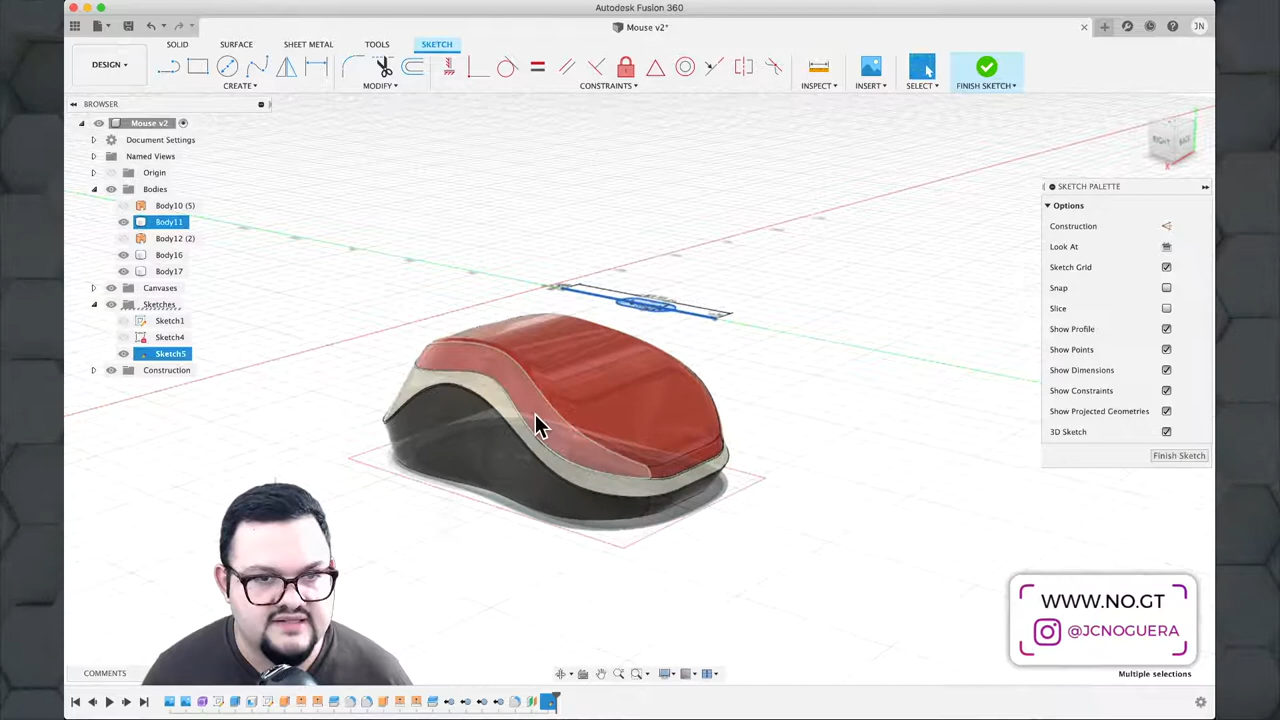 Autodesk Fusion 360
Mouse v2*
JN
DESIGN
SOLID
SURFACE
SHEET METAL
TOOLS
SKETCH
CREATE
MODIFY
CONSTRAINTS
INSPECT
INSERT
SELECT
FINISH SKETCH
BROWSER
Mouse v2
Document Settings
Named Views
Origin
Bodies
Body10 (5)
Body11
Body12 (2)
Body16
Body17
Canvases
Sketches
Sketch1
Sketch4
Sketch5
Construction
RIGHT
BACK
X
SKETCH PALETTE
Options
Construction
Look At
Sketch Grid
Snap
Slice
Show Profile
Show Points
Show Dimensions
Show Constraints
Show Projected Geometries
3D Sketch
Finish Sketch
WWW.NO.GT
@JCNOGUERA
COMMENTS
Multiple selections